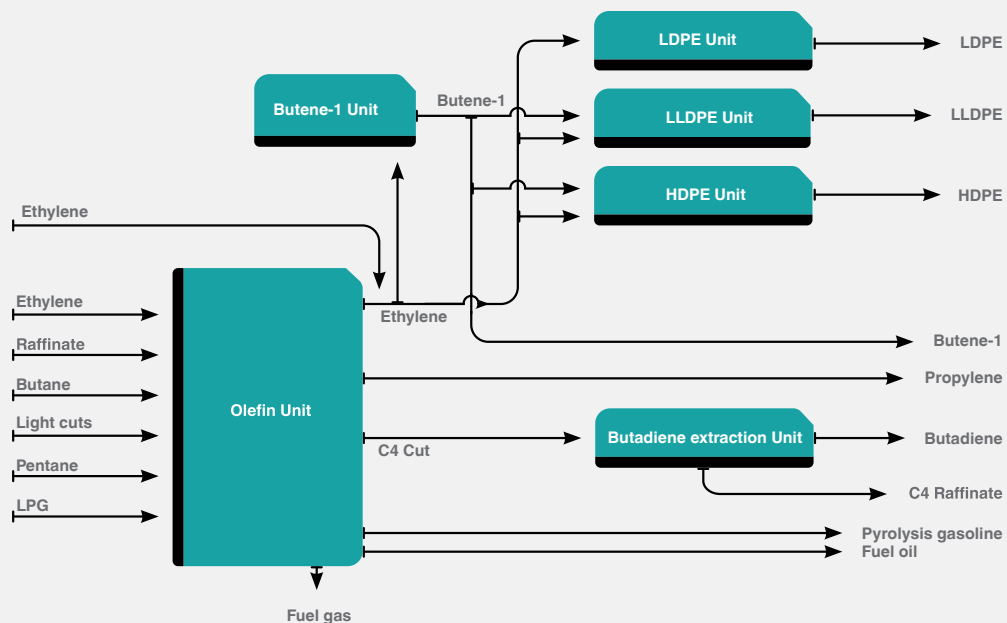 LDPE Unit
LDPE
Butene-1 Unit
Butene-1
LLDPE Unit
LLDPE
HDPE Unit
HDPE
Ethylene
Ethylene
Ethylene
Raffinate
Butane
Light cuts
Pentane
LPG
Olefin Unit
Butene-1
Propylene
C4 Cut
Butadiene extraction Unit
Butadiene
C4 Raffinate
Pyrolysis gasoline
Fuel oil
Fuel gas